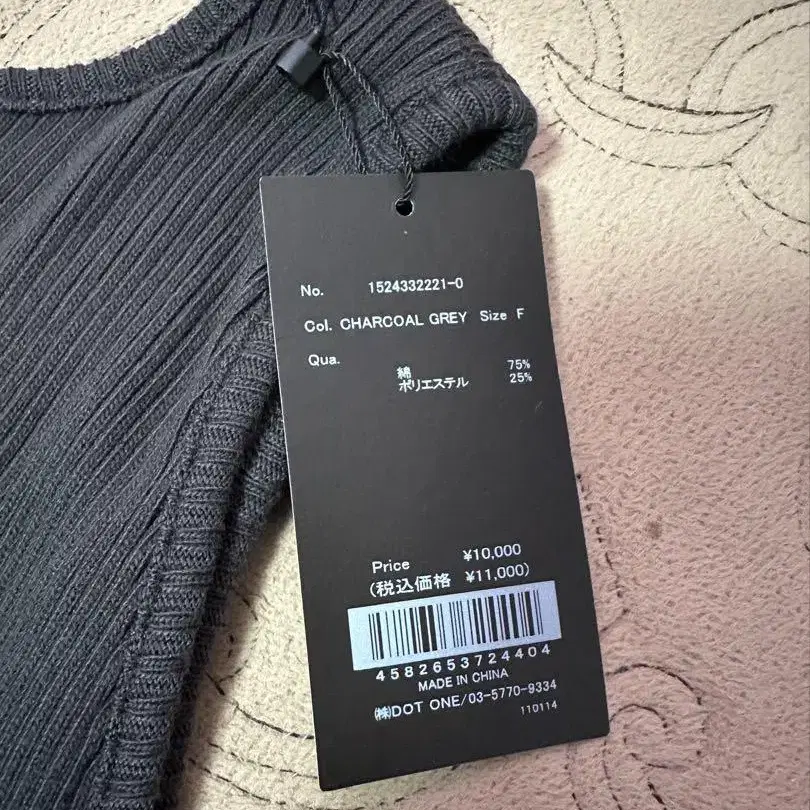 No. 1524332221-0
Col. CHARCOAL GREY Size F
Qua.
綿 75%
ポリエステル 25%
Price ¥10,000
(税込価格 ¥11,000)
4582653724404
MADE IN CHINA
㈱DOT ONE/03-5770-9334
110114